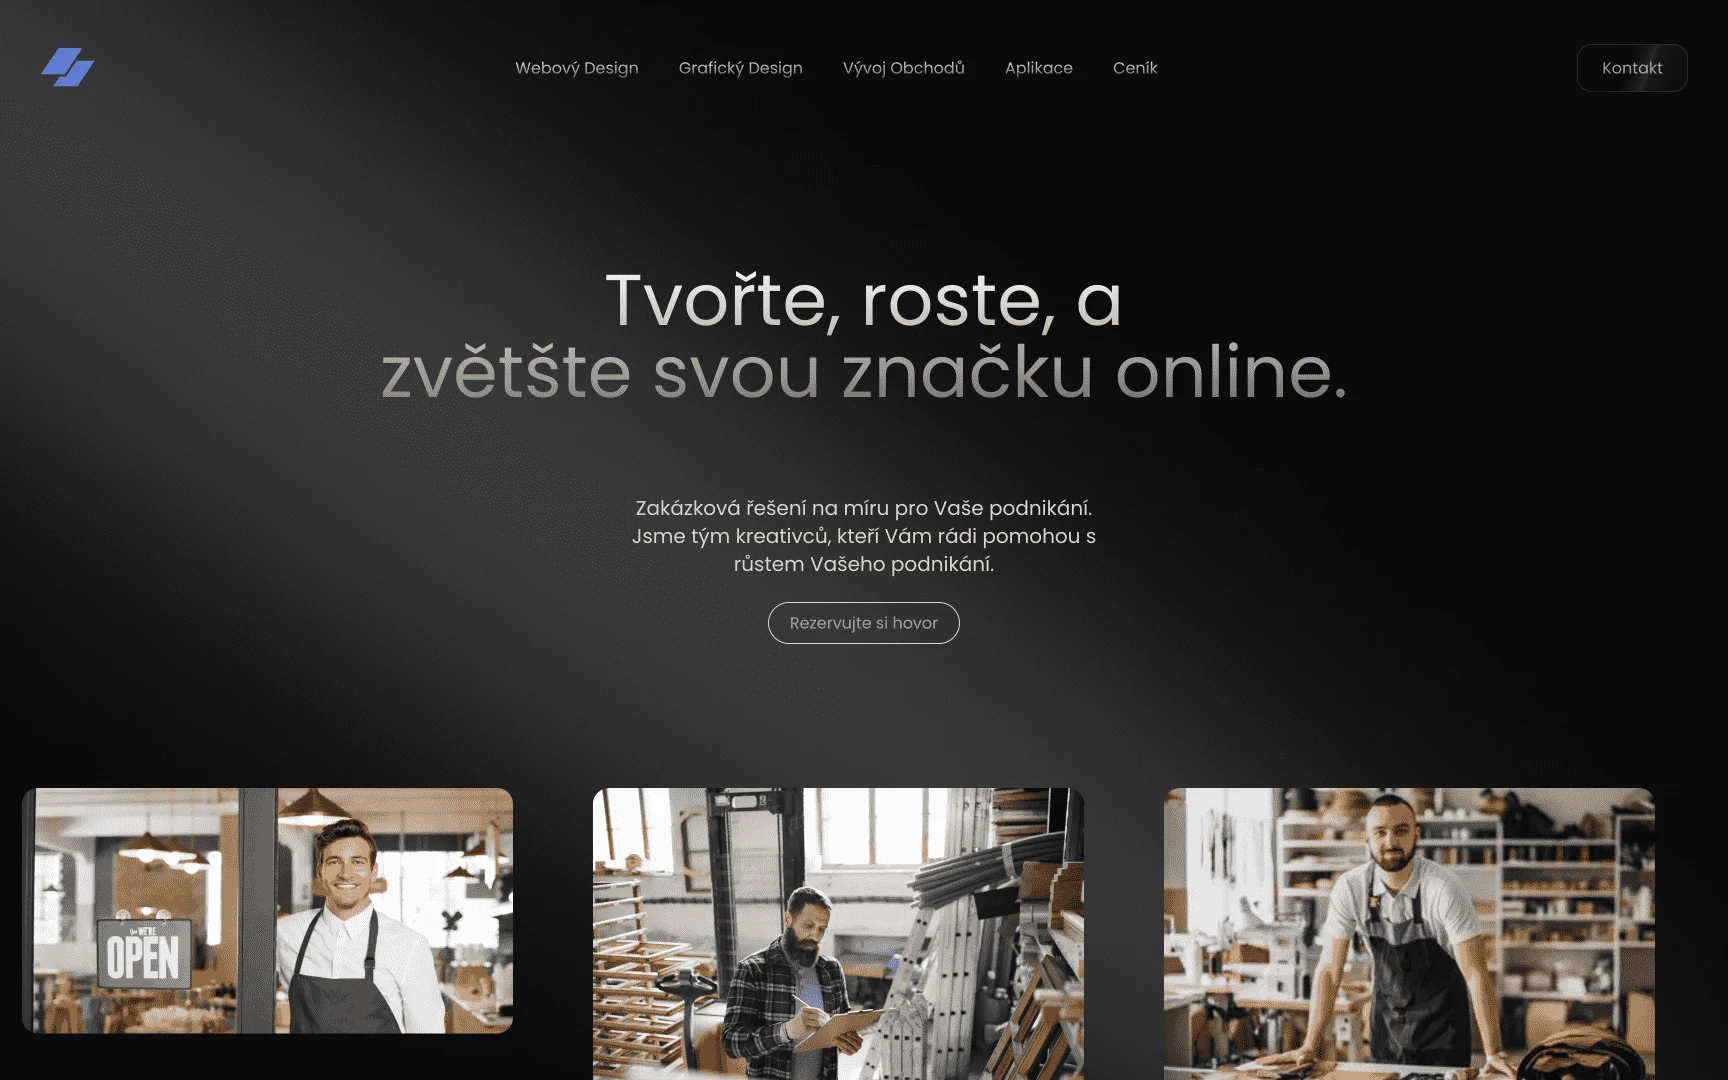 Webový Design
Grafický Design
Vývoj Obchodů
Aplikace
Ceník
Kontakt
Tvořte, roste, a
zvětšte svou značku online.
Zakázková řešení na míru pro Vaše podnikání.
Jsme tým kreativců, kteří Vám rádi pomohou s
růstem Vašeho podnikání.
Rezervujte si hovor
Yes WE'RE
OPEN